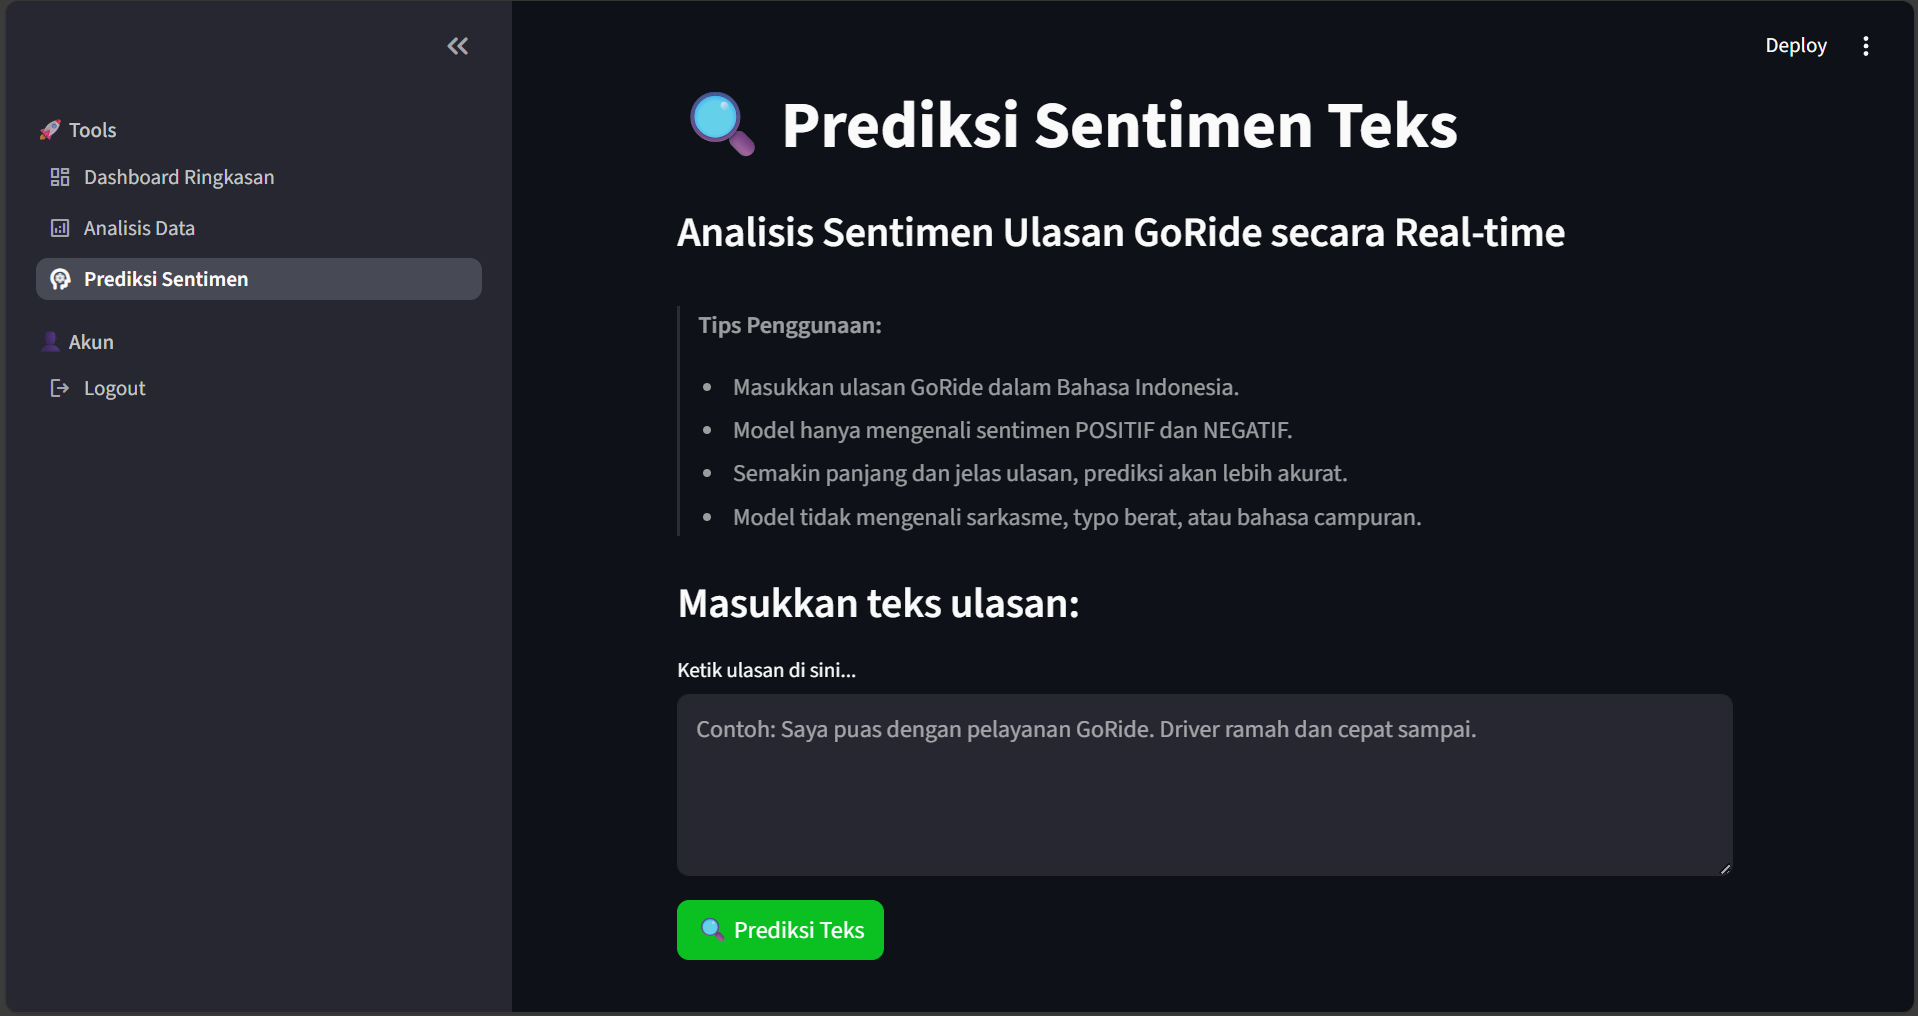 Deploy
Tools
Dashboard Ringkasan
Analisis Data
Prediksi Sentimen
Akun
Logout
Prediksi Sentimen Teks
Analisis Sentimen Ulasan GoRide secara Real-time
Tips Penggunaan:
• Masukkan ulasan GoRide dalam Bahasa Indonesia.
• Model hanya mengenali sentimen POSITIF dan NEGATIF.
• Semakin panjang dan jelas ulasan, prediksi akan lebih akurat.
• Model tidak mengenali sarkasme, typo berat, atau bahasa campuran.
Masukkan teks ulasan:
Ketik ulasan di sini...
Contoh: Saya puas dengan pelayanan GoRide. Driver ramah dan cepat sampai.
Prediksi Teks